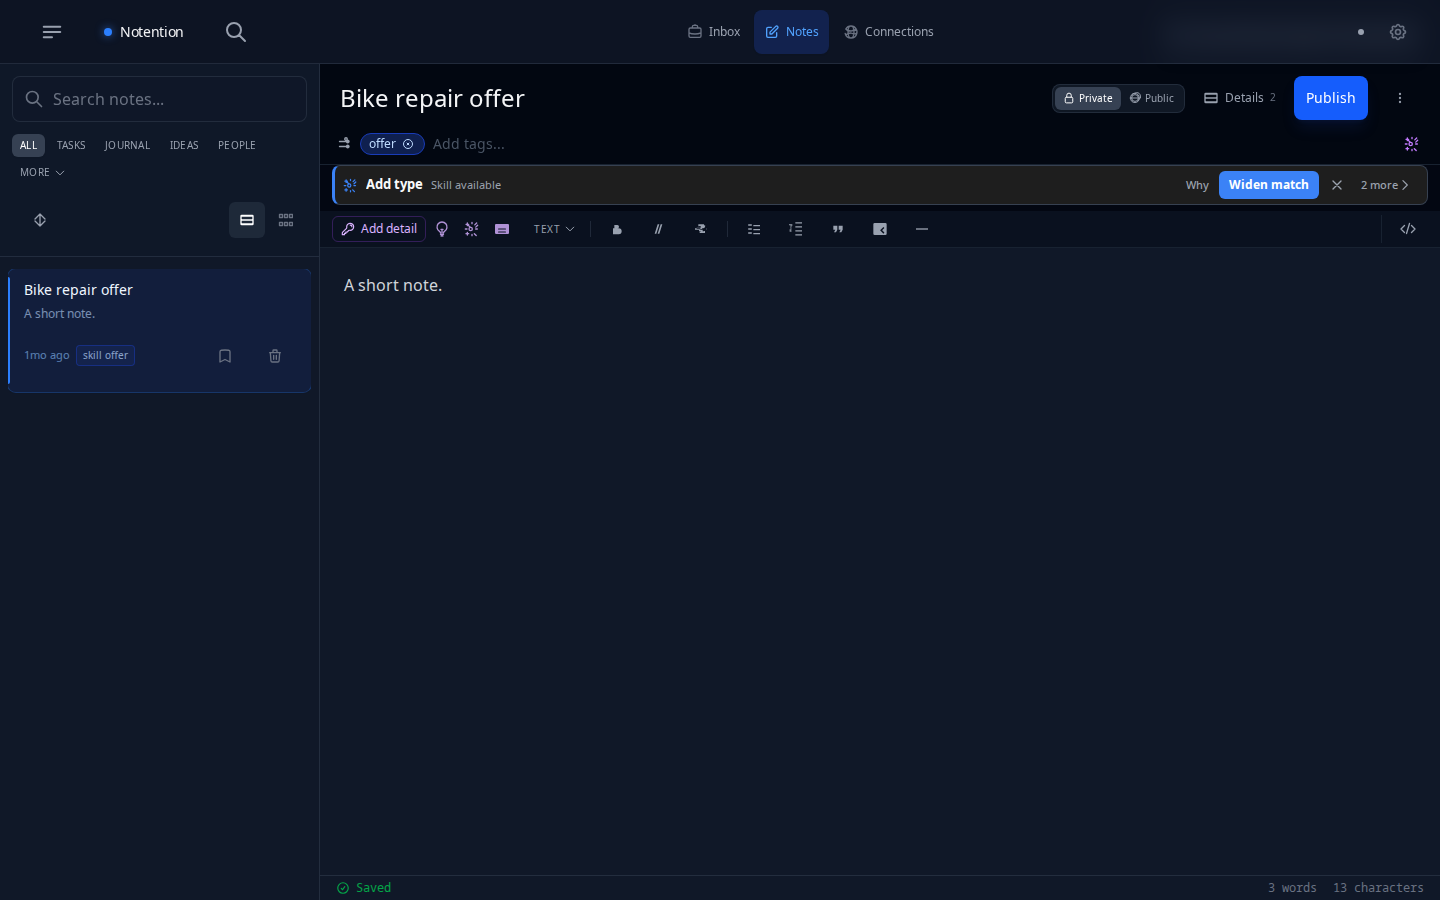 Notention
Inbox
Notes
Connections
Search notes...
ALL
TASKS
JOURNAL
IDEAS
PEOPLE
MORE
Bike repair offer
A short note.
1mo ago
skill offer
Bike repair offer
Private
Public
Details 2
Publish
offer
Add tags...
Add type
Skill available
Why
Widen match
2 more
Add detail
TEXT
A short note.
Saved
3 words
13 characters